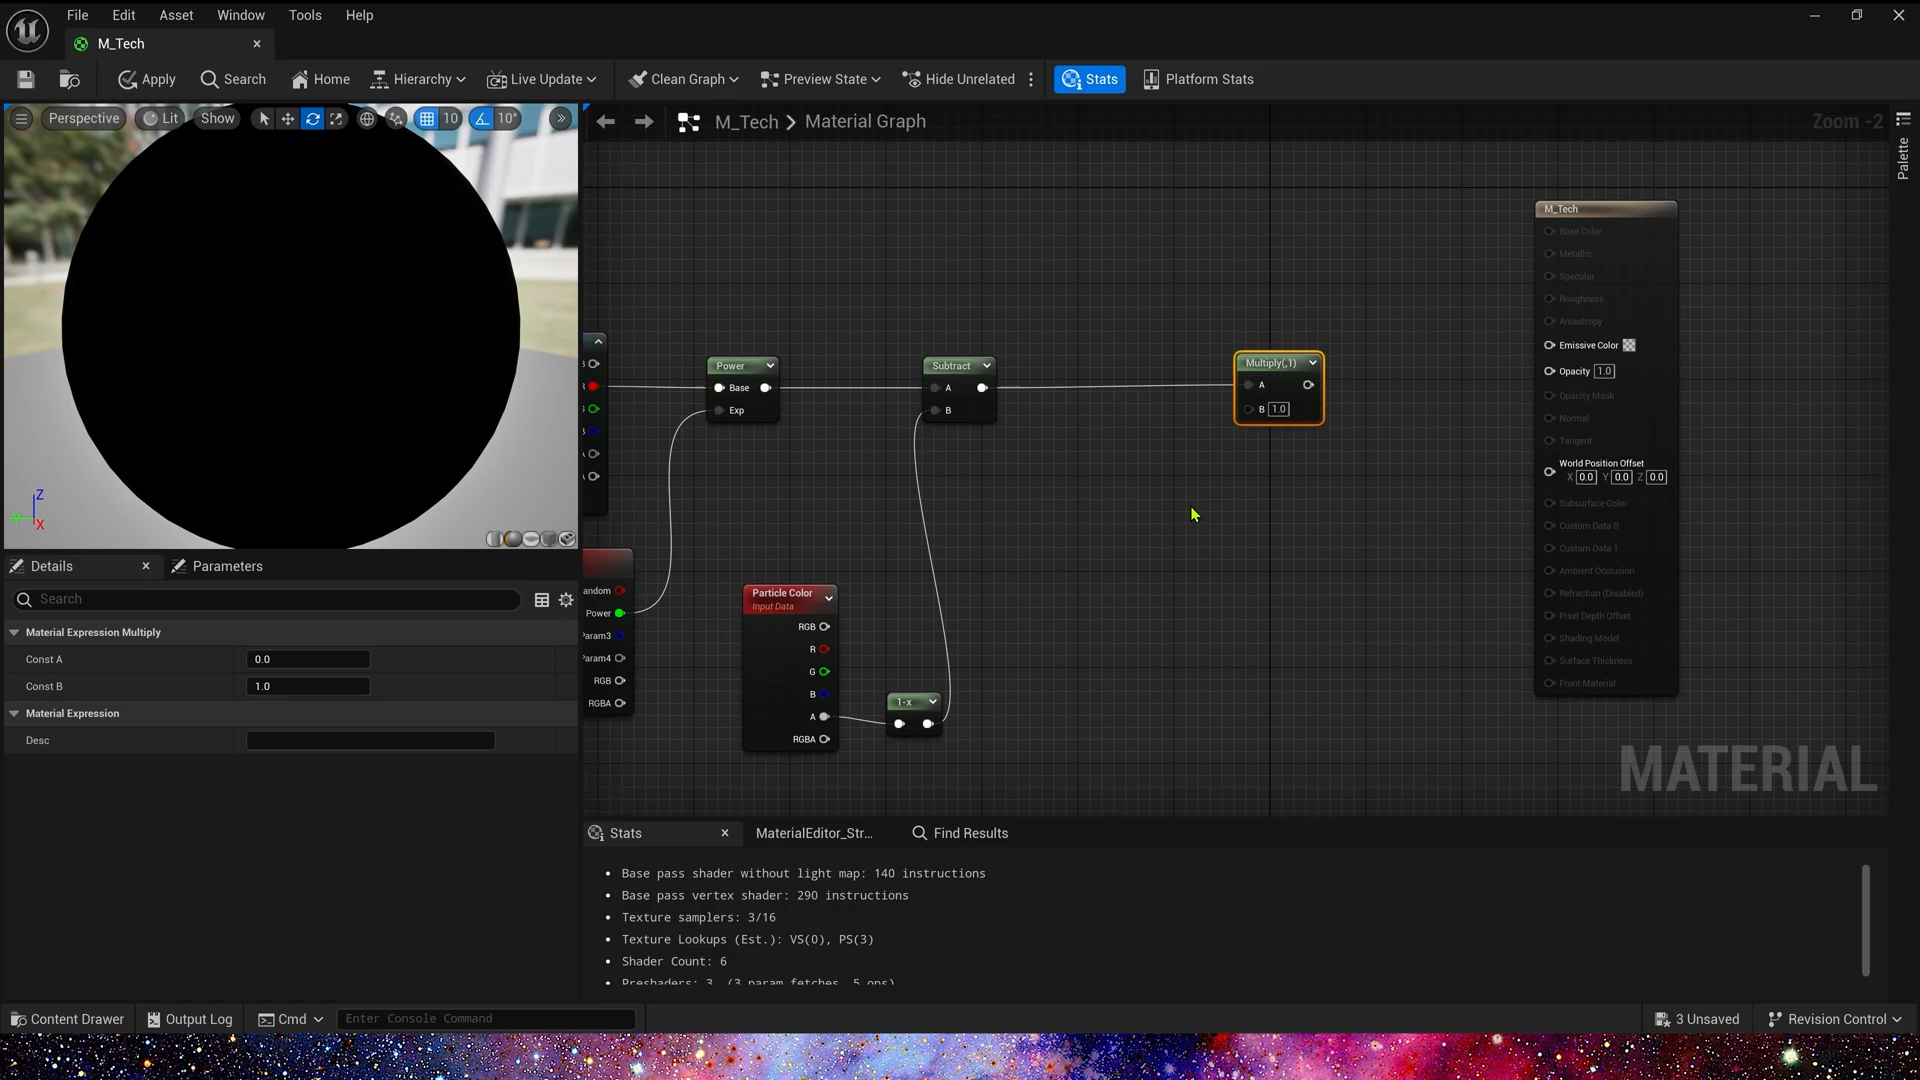 File Edit Asset Window Tools Help
M_Tech
Apply Search Home Hierarchy Live Update Clean Graph Preview State Hide Unrelated Stats Platform Stats
Perspective Lit Show 10 10°
M_Tech > Material Graph
Zoom -2
Palette
Power
Base
Exp
Subtract
A
B
Multiply(,1)
A
B 1.0
andom
Power
Param3
Param4
RGB
RGBA
Particle Color
Input Data
RGB
R
G
B
A
RGBA
1-x
M_Tech
Base Color
Metallic
Specular
Roughness
Anisotropy
Emissive Color
Opacity 1.0
Opacity Mask
Normal
Tangent
World Position Offset
X 0.0 Y 0.0 Z 0.0
Subsurface Color
Custom Data 0
Custom Data 1
Ambient Occlusion
Refraction (Disabled)
Pixel Depth Offset
Shading Model
Surface Thickness
Front Material
MATERIAL
Z
X
Details Parameters
Search
Material Expression Multiply
Const A 0.0
Const B 1.0
Material Expression
Desc
Stats MaterialEditor_Str... Find Results
• Base pass shader without light map: 140 instructions
• Base pass vertex shader: 290 instructions
• Texture samplers: 3/16
• Texture Lookups (Est.): VS(0), PS(3)
• Shader Count: 6
• Preshaders: 3 (3 param fetches, 5 ops)
Content Drawer Output Log Cmd Enter Console Command 3 Unsaved Revision Control